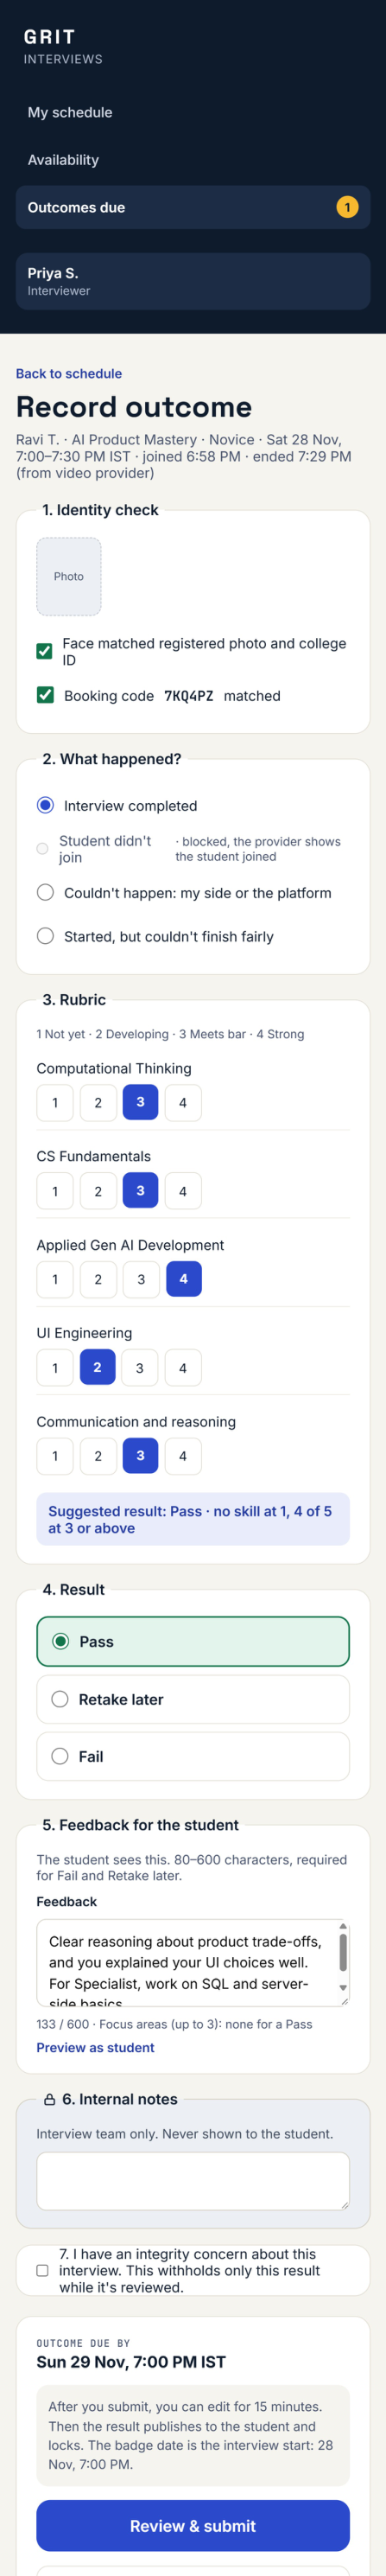 GRIT
INTERVIEWS
My schedule
Availability
Outcomes due
1
Priya S.
Interviewer
Back to schedule
Record outcome
Ravi T. · AI Product Mastery · Novice · Sat 28 Nov,
7:00–7:30 PM IST · joined 6:58 PM · ended 7:29 PM
(from video provider)
1. Identity check
Photo
Face matched registered photo and college
ID
Booking code 7KQ4PZ matched
2. What happened?
Interview completed
Student didn't
join
· blocked, the provider shows
the student joined
Couldn't happen: my side or the platform
Started, but couldn't finish fairly
3. Rubric
1 Not yet · 2 Developing · 3 Meets bar · 4 Strong
Computational Thinking
1 2 3 4
CS Fundamentals
1 2 3 4
Applied Gen AI Development
1 2 3 4
UI Engineering
1 2 3 4
Communication and reasoning
1 2 3 4
Suggested result: Pass · no skill at 1, 4 of 5
at 3 or above
4. Result
Pass
Retake later
Fail
5. Feedback for the student
The student sees this. 80–600 characters, required
for Fail and Retake later.
Feedback
Clear reasoning about product trade-offs,
and you explained your UI choices well.
For Specialist, work on SQL and server-
side basics
133 / 600 · Focus areas (up to 3): none for a Pass
Preview as student
6. Internal notes
Interview team only. Never shown to the student.
7. I have an integrity concern about this
interview. This withholds only this result
while it's reviewed.
OUTCOME DUE BY
Sun 29 Nov, 7:00 PM IST
After you submit, you can edit for 15 minutes.
Then the result publishes to the student and
locks. The badge date is the interview start: 28
Nov, 7:00 PM.
Review & submit